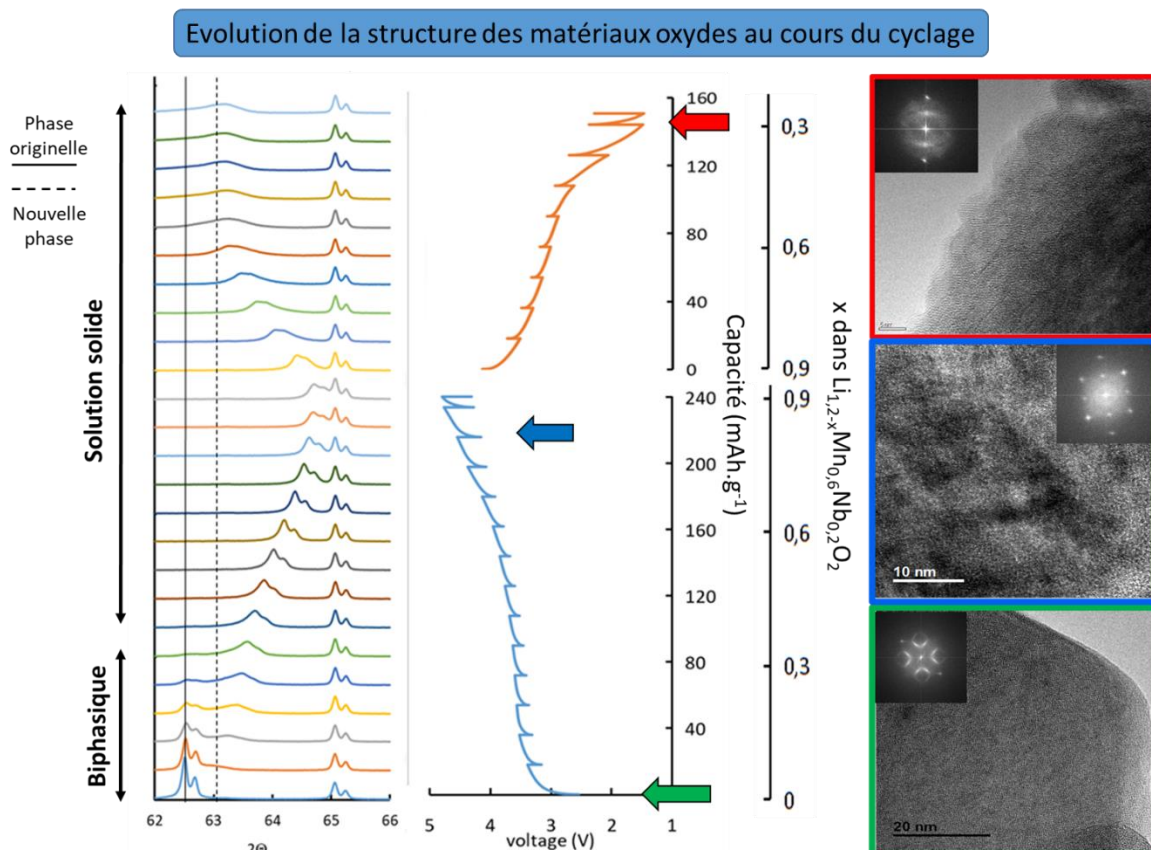 Evolution de la structure des matériaux oxydes au cours du cyclage
Phase
originelle
Nouvelle
phase
Solution solide
Biphasique
62 63 64 65 66
2Θ
5 4 3 2 1
voltage (V)
160
120
80
40
0
240
200
160
120
80
40
Capacité (mAh.g⁻¹)
0,3
0,6
0,9
0,9
0,6
0,3
0
x dans Li₁,₂₋ₓMn₀,₆Nb₀,₂O₂
10 nm
20 nm